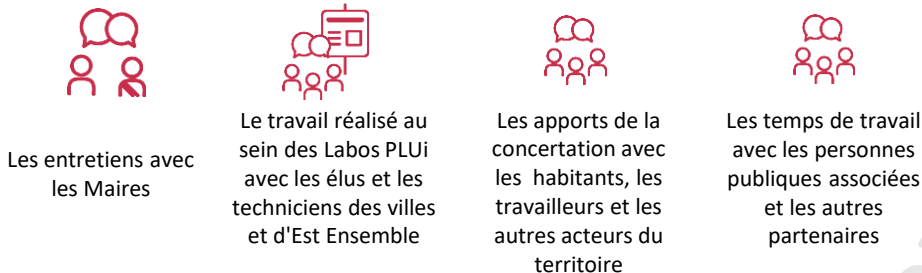 Les entretiens avec
les Maires
Le travail réalisé au
sein des Labos PLUi
avec les élus et les
techniciens des villes
et d'Est Ensemble
Les apports de la
concertation avec
les habitants, les
travailleurs et les
autres acteurs du
territoire
Les temps de travail
avec les personnes
publiques associées
et les autres
partenaires